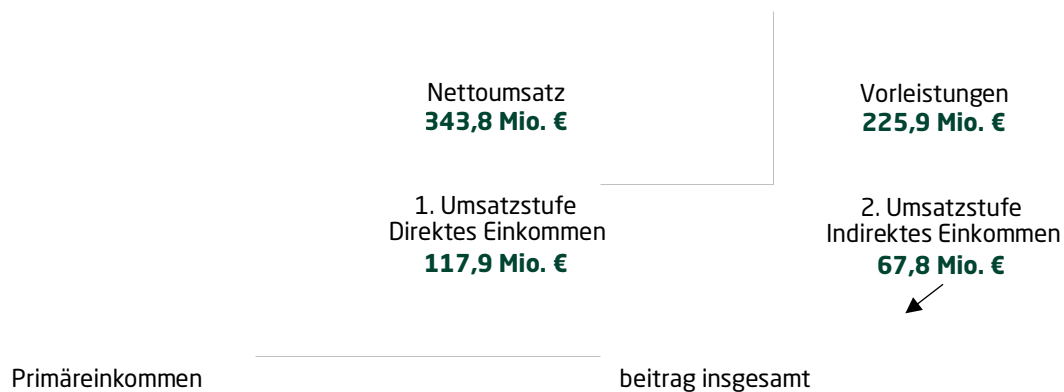 Nettoumsatz
343,8 Mio. €
Vorleistungen
225,9 Mio. €
1. Umsatzstufe
Direktes Einkommen
117,9 Mio. €
2. Umsatzstufe
Indirektes Einkommen
67,8 Mio. €
Primäreinkommen
beitrag insgesamt